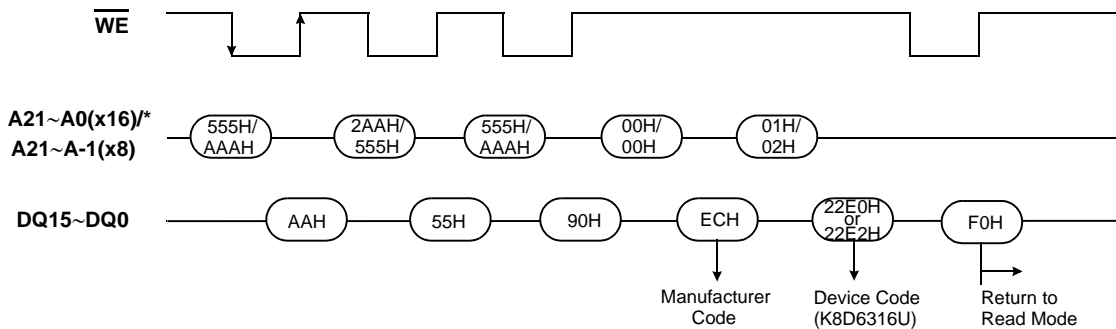 WE
A21~A0(x16)/*
A21~A-1(x8)
555H/
AAAH
2AAH/
555H
555H/
AAAH
00H/
00H
01H/
02H
DQ15~DQ0
AAH
55H
90H
ECH
22E0H
or
22E2H
F0H
Manufacturer
Code
Device Code
(K8D6316U)
Return to
Read Mode